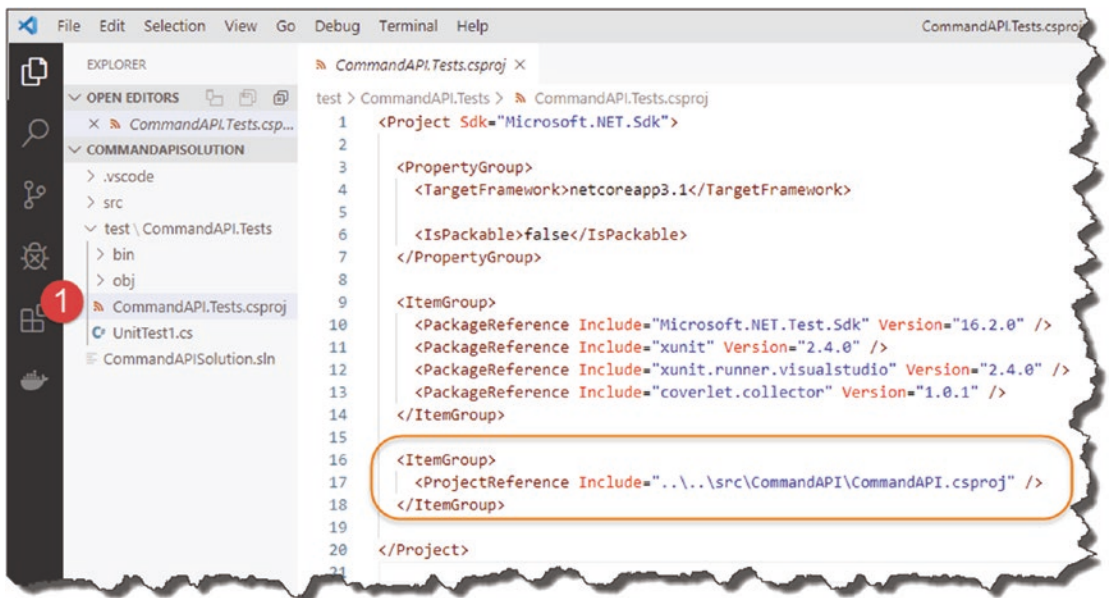 File Edit Selection View Go Debug Terminal Help CommandAPI.Tests.csproj
EXPLORER
CommandAPI.Tests.csproj ×
OPEN EDITORS
test > CommandAPI.Tests > CommandAPI.Tests.csproj
× CommandAPI.Tests.csp...
COMMANDAPISOLUTION
> .vscode
> src
test \ CommandAPI.Tests
> bin
> obj
1
CommandAPI.Tests.csproj
UnitTest1.cs
CommandAPISolution.sln
1 <Project Sdk="Microsoft.NET.Sdk">
2
3 <PropertyGroup>
4 <TargetFramework>netcoreapp3.1</TargetFramework>
5
6 <IsPackable>false</IsPackable>
7 </PropertyGroup>
8
9 <ItemGroup>
10 <PackageReference Include="Microsoft.NET.Test.Sdk" Version="16.2.0" />
11 <PackageReference Include="xunit" Version="2.4.0" />
12 <PackageReference Include="xunit.runner.visualstudio" Version="2.4.0" />
13 <PackageReference Include="coverlet.collector" Version="1.0.1" />
14 </ItemGroup>
15
16 <ItemGroup>
17 <ProjectReference Include="..\..\src\CommandAPI\CommandAPI.csproj" />
18 </ItemGroup>
19
20 </Project>
21